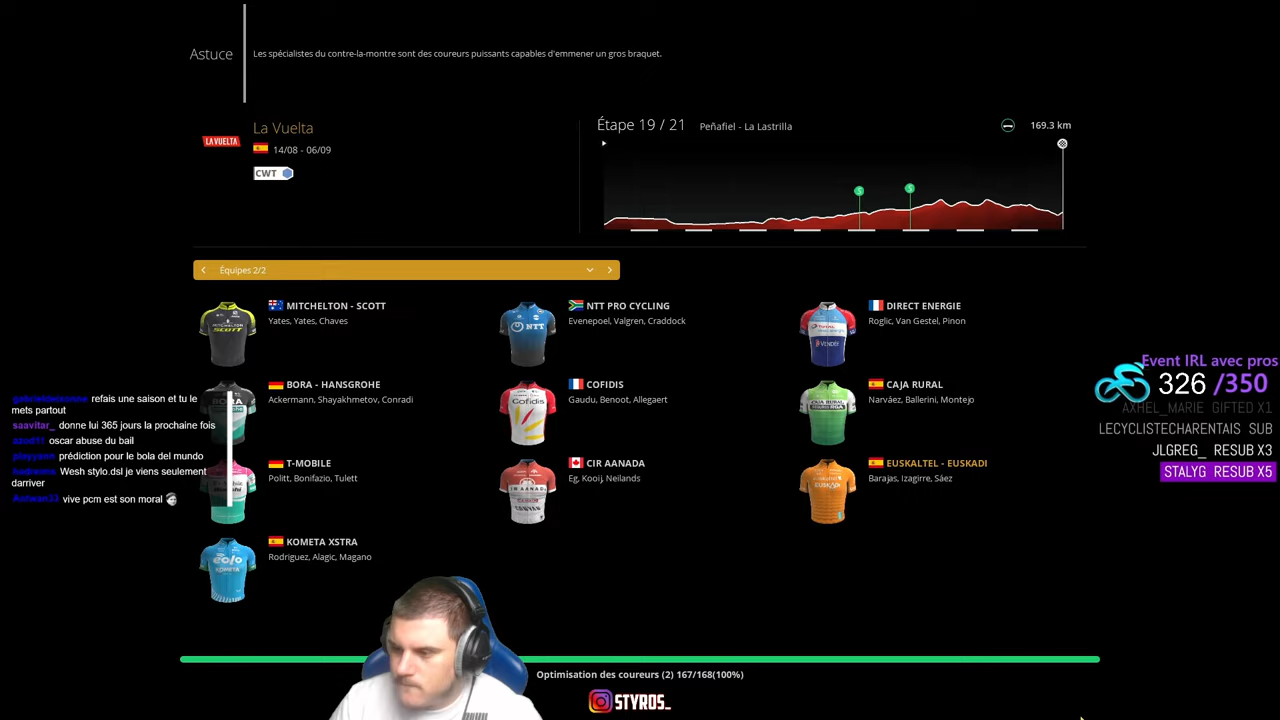 Astuce
Les spécialistes du contre-la-montre sont des coureurs puissants capables d'emmener un gros braquet.
LA VUELTA
La Vuelta
14/08 - 06/09
CWT
Étape 19 / 21 Peñafiel - La Lastrilla
169.3 km
S S
Équipes 2/2
MITCHELTON - SCOTT
Yates, Yates, Chaves
NTT PRO CYCLING
Evenepoel, Valgren, Craddock
DIRECT ENERGIE
Roglic, Van Gestel, Pinon
BORA - HANSGROHE
Ackermann, Shayakhmetov, Conradi
COFIDIS
Gaudu, Benoot, Allegaert
CAJA RURAL
Narváez, Ballerini, Montejo
T-MOBILE
Politt, Bonifazio, Tulett
CIR AANADA
Eg, Kooij, Neilands
EUSKALTEL - EUSKADI
Barajas, Izagirre, Sáez
KOMETA XSTRA
Rodriguez, Alagic, Magano
refais une saison et tu le
mets partout
saavitar_ donne lui 365 jours la prochaine fois
azod11 oscar abuse du bail
prédiction pour le bola del mundo
Wesh stylo.dsl je viens seulement
darriver
vive pcm est son moral
Event IRL avec pros
326 /350
AXHEL_MARIE GIFTED X1
LECYCLISTECHARENTAIS SUB
JLGREG_ RESUB X3
STALYG RESUB X5
Optimisation des coureurs (2) 167/168(100%)
STYROS_